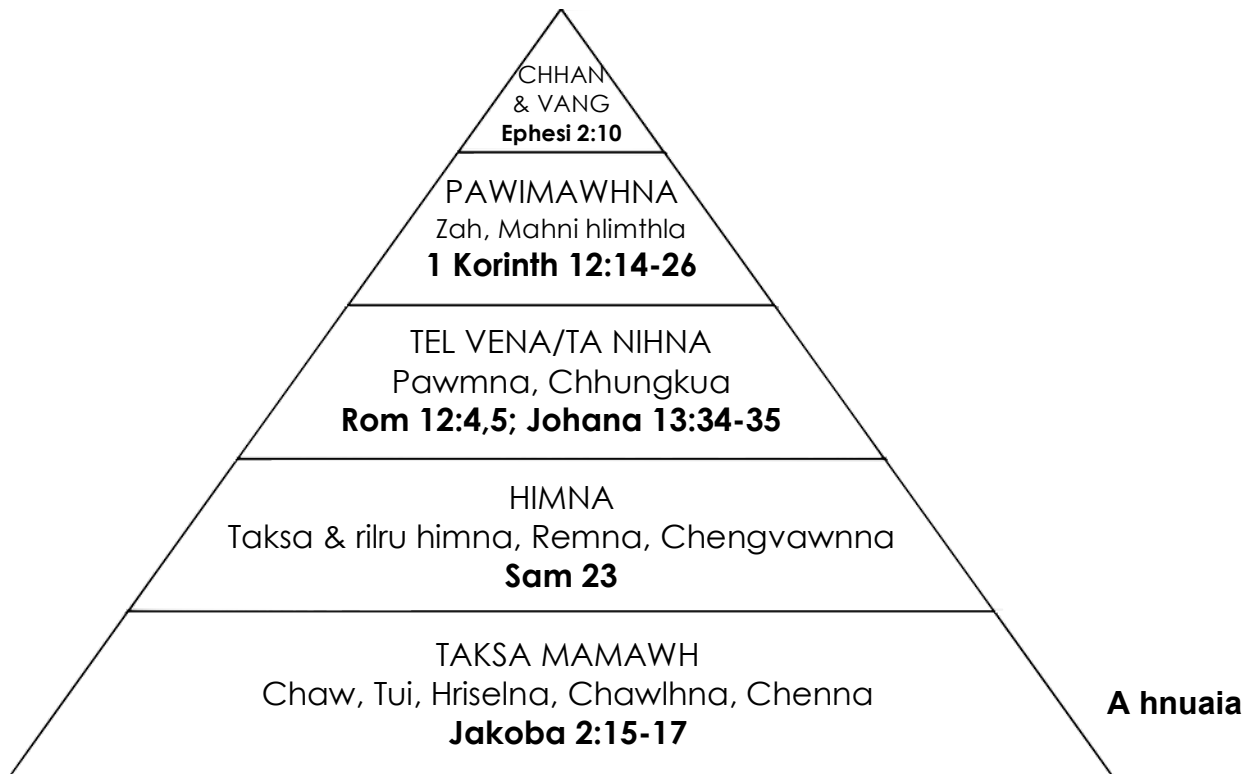 CHHAN
& VANG
Ephesi 2:10
PAWIMAWHNA
Zah, Mahni hlimthla
1 Korinth 12:14-26
TEL VENA/TA NIHNA
Pawmna, Chhungkua
Rom 12:4,5; Johana 13:34-35
HIMNA
Taksa & rilru himna, Remna, Chengvawnna
Sam 23
TAKSA MAMAWH
Chaw, Tui, Hriselna, Chawlhna, Chenna
Jakoba 2:15-17
A hnuaia